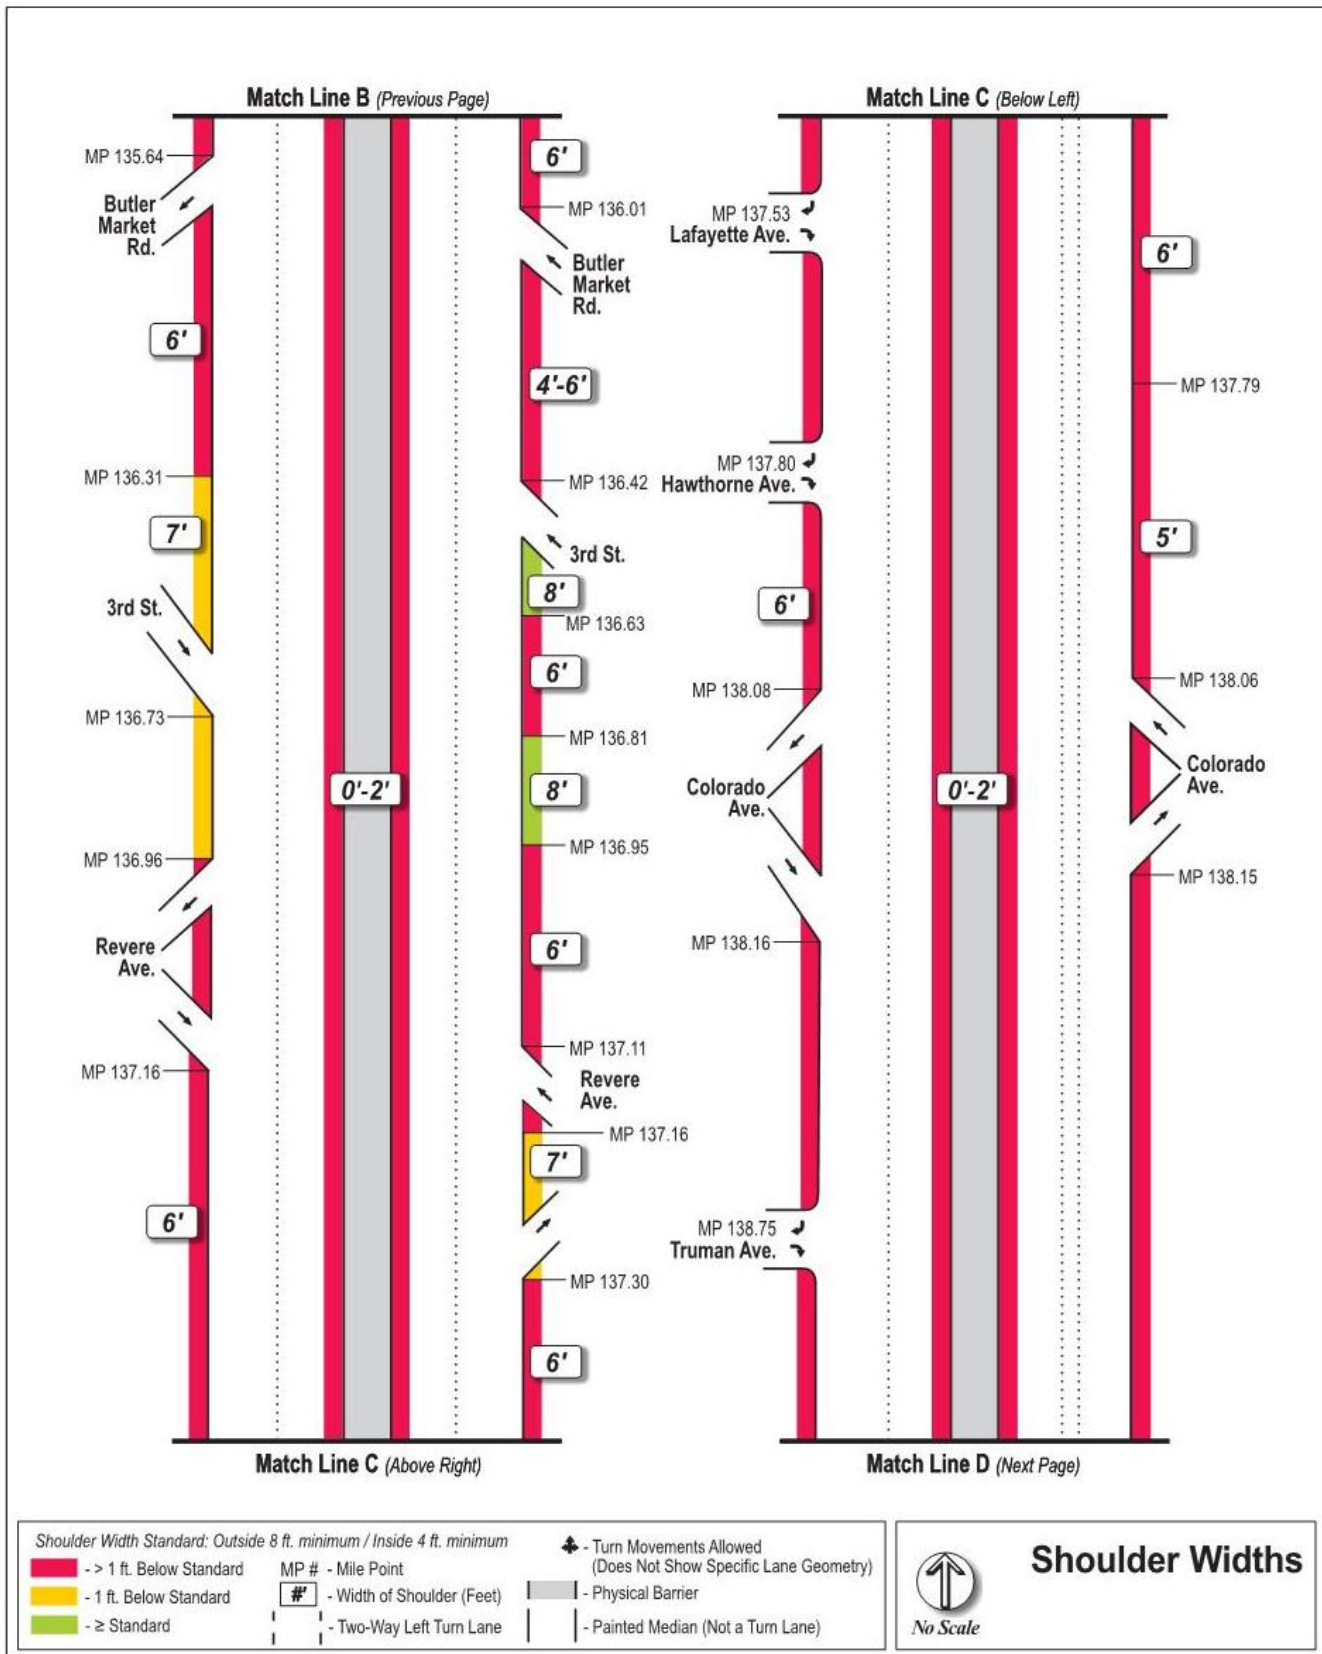 Match Line B (Previous Page)
MP 135.64
Butler
Market
Rd.
6'
MP 136.31
7'
3rd St.
MP 136.73
MP 136.96
Revere
Ave.
MP 137.16
6'
0'-2'
6'
MP 136.01
Butler
Market
Rd.
4'-6'
MP 136.42
3rd St.
8'
MP 136.63
6'
MP 136.81
8'
MP 136.95
6'
MP 137.11
Revere
Ave.
MP 137.16
7'
MP 137.30
6'
Match Line C (Above Right)
Match Line C (Below Left)
MP 137.53
Lafayette Ave.
MP 137.80
Hawthorne Ave.
6'
MP 138.08
Colorado
Ave.
MP 138.16
MP 138.75
Truman Ave.
0'-2'
6'
MP 137.79
5'
MP 138.06
Colorado
Ave.
MP 138.15
Match Line D (Next Page)
Shoulder Width Standard: Outside 8 ft. minimum / Inside 4 ft. minimum
- > 1 ft. Below Standard
- 1 ft. Below Standard
- ≥ Standard
MP # - Mile Point
#' - Width of Shoulder (Feet)
- Two-Way Left Turn Lane
- Turn Movements Allowed
(Does Not Show Specific Lane Geometry)
- Physical Barrier
- Painted Median (Not a Turn Lane)
No Scale
Shoulder Widths